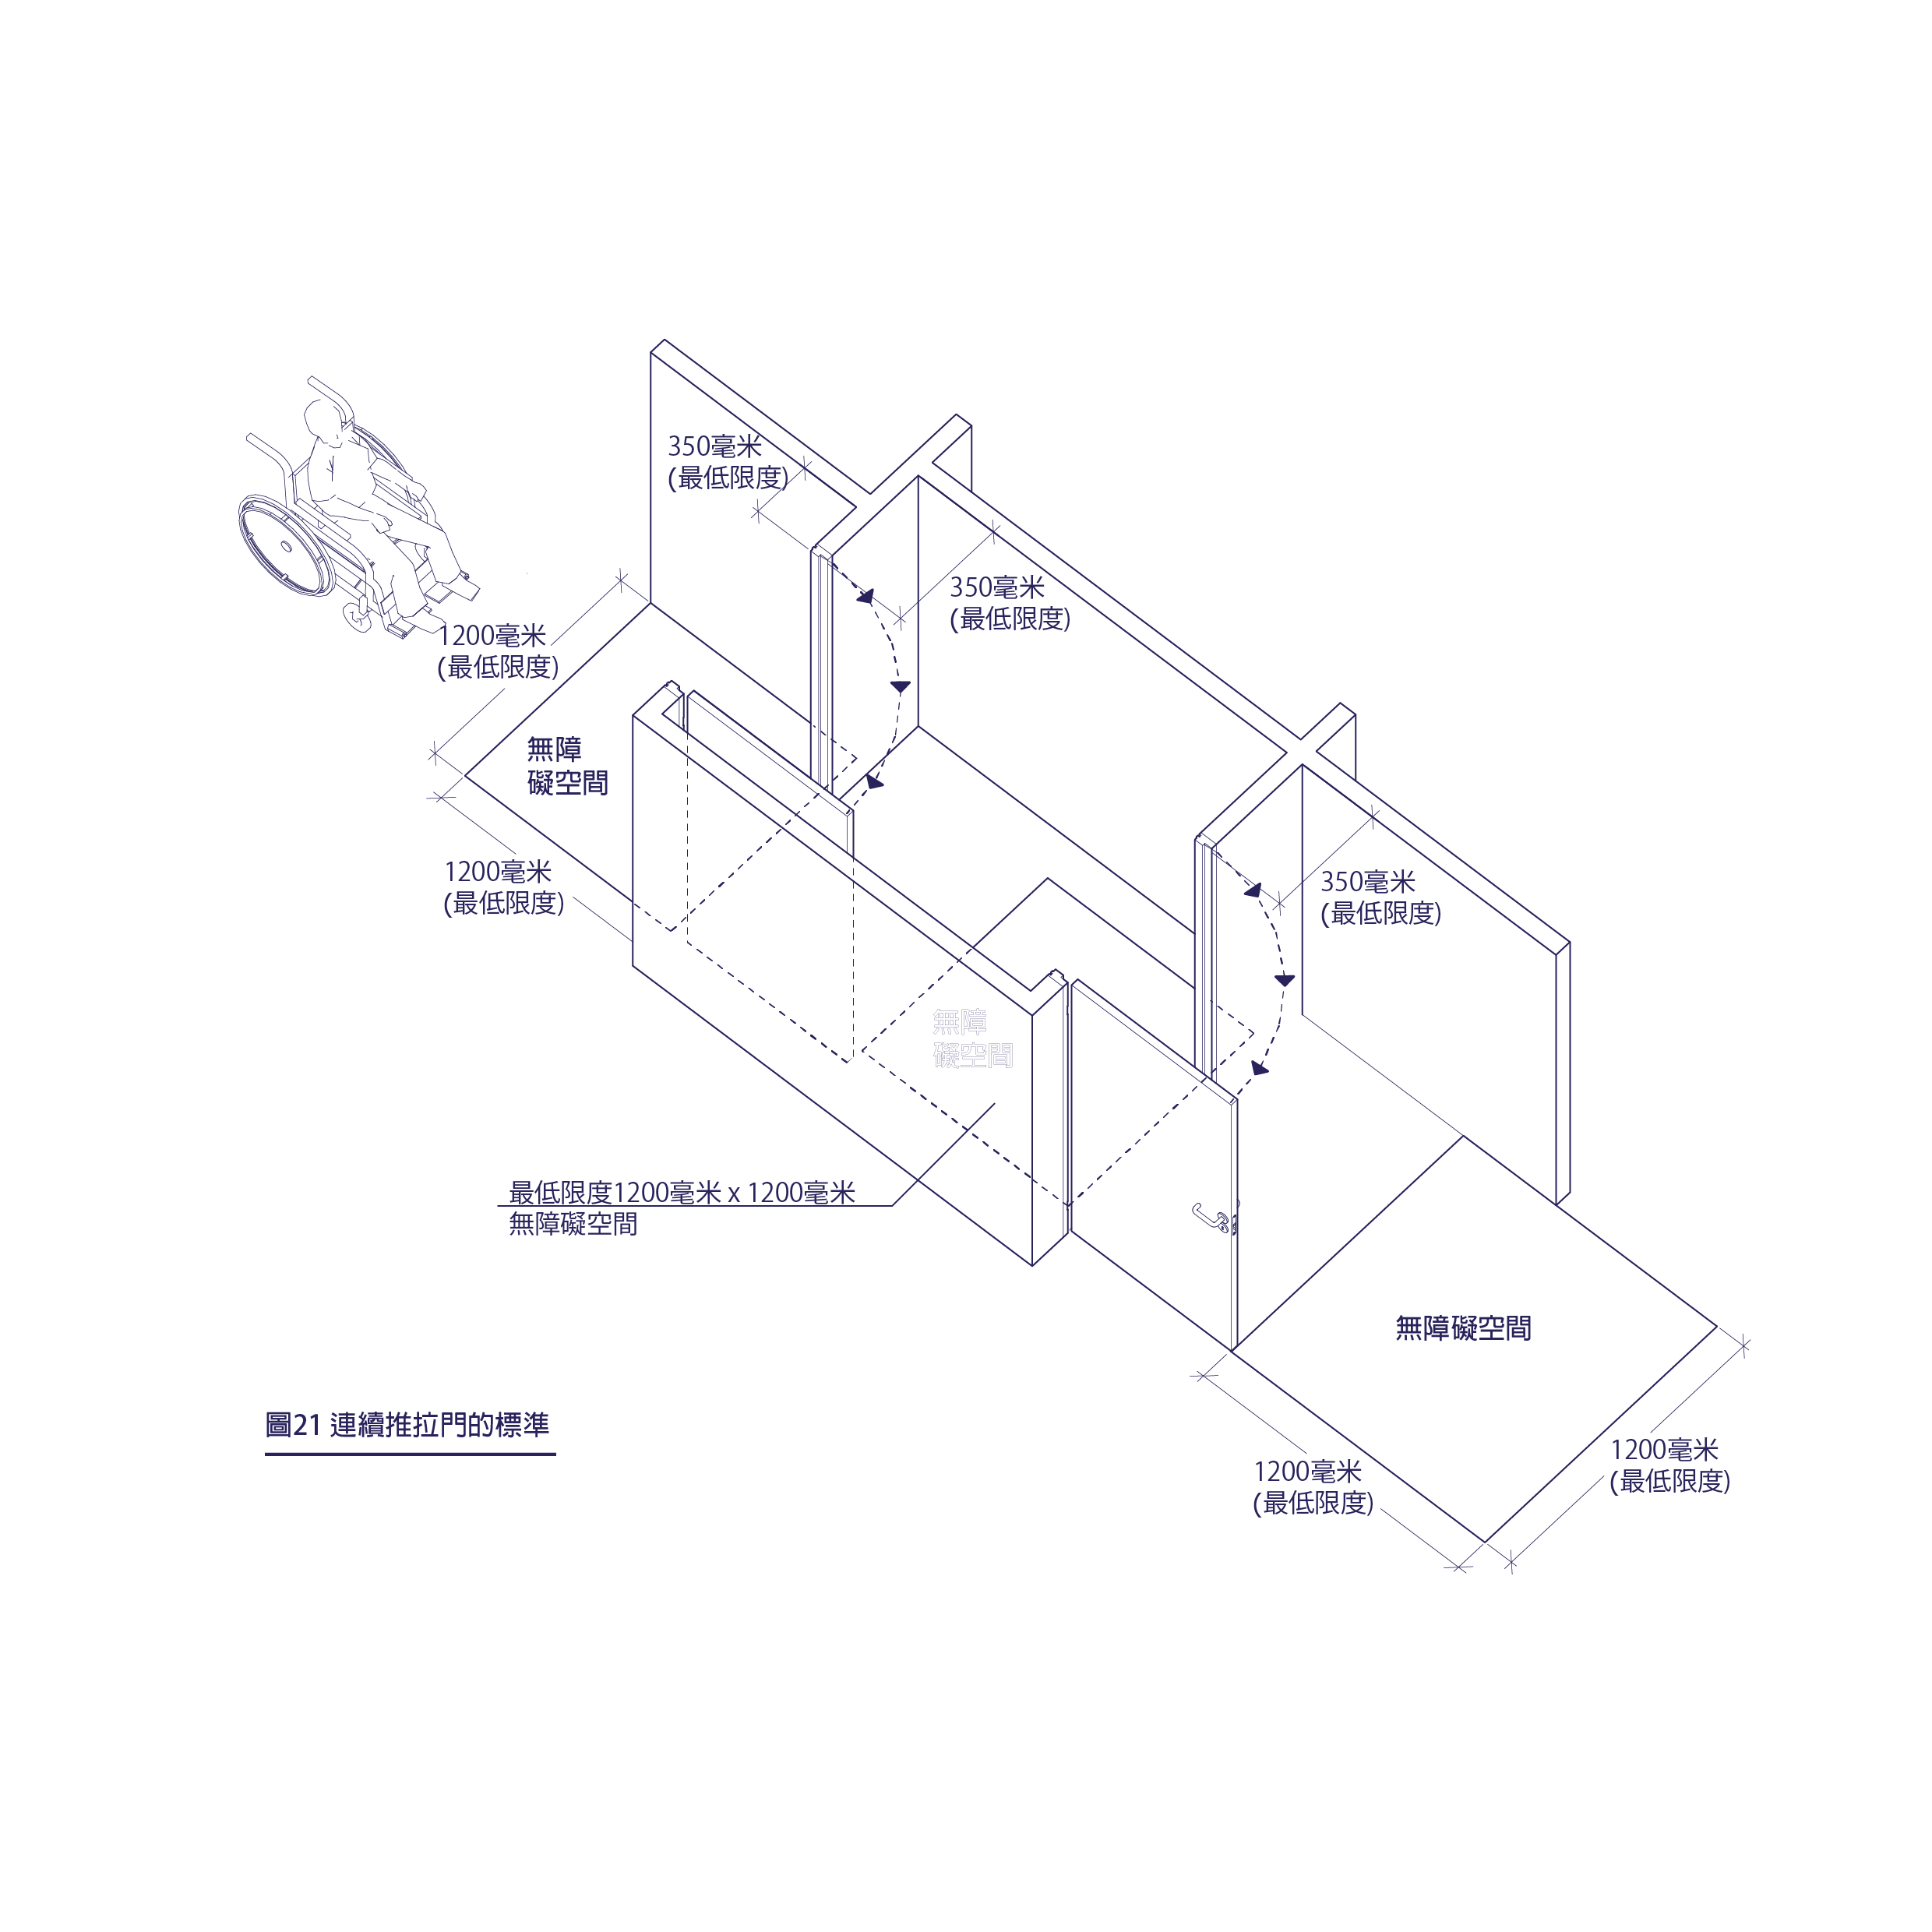 350毫米
(最低限度)
350毫米
(最低限度)
1200毫米
(最低限度)
無障
礙空間
1200毫米
(最低限度)
350毫米
(最低限度)
無障
礙空間
最低限度1200毫米 x 1200毫米
無障礙空間
無障礙空間
圖21 連續推拉門的標準
1200毫米
(最低限度)
1200毫米
(最低限度)